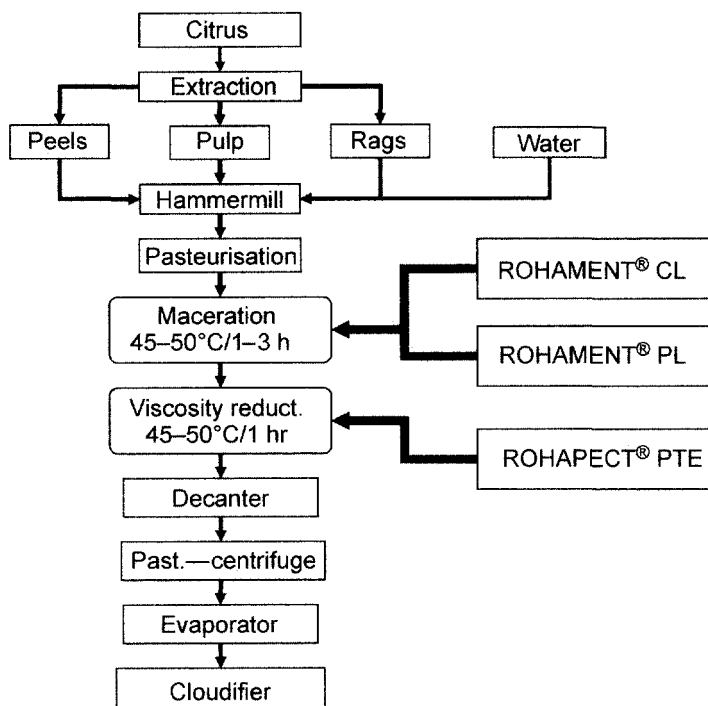 Citrus
Extraction
Peels
Pulp
Rags
Water
Hammermill
Pasteurisation
Maceration
45–50°C/1–3 h
ROHAMENT® CL
ROHAMENT® PL
Viscosity reduct.
45–50°C/1 hr
ROHAPECT® PTE
Decanter
Past.—centrifuge
Evaporator
Cloudifier